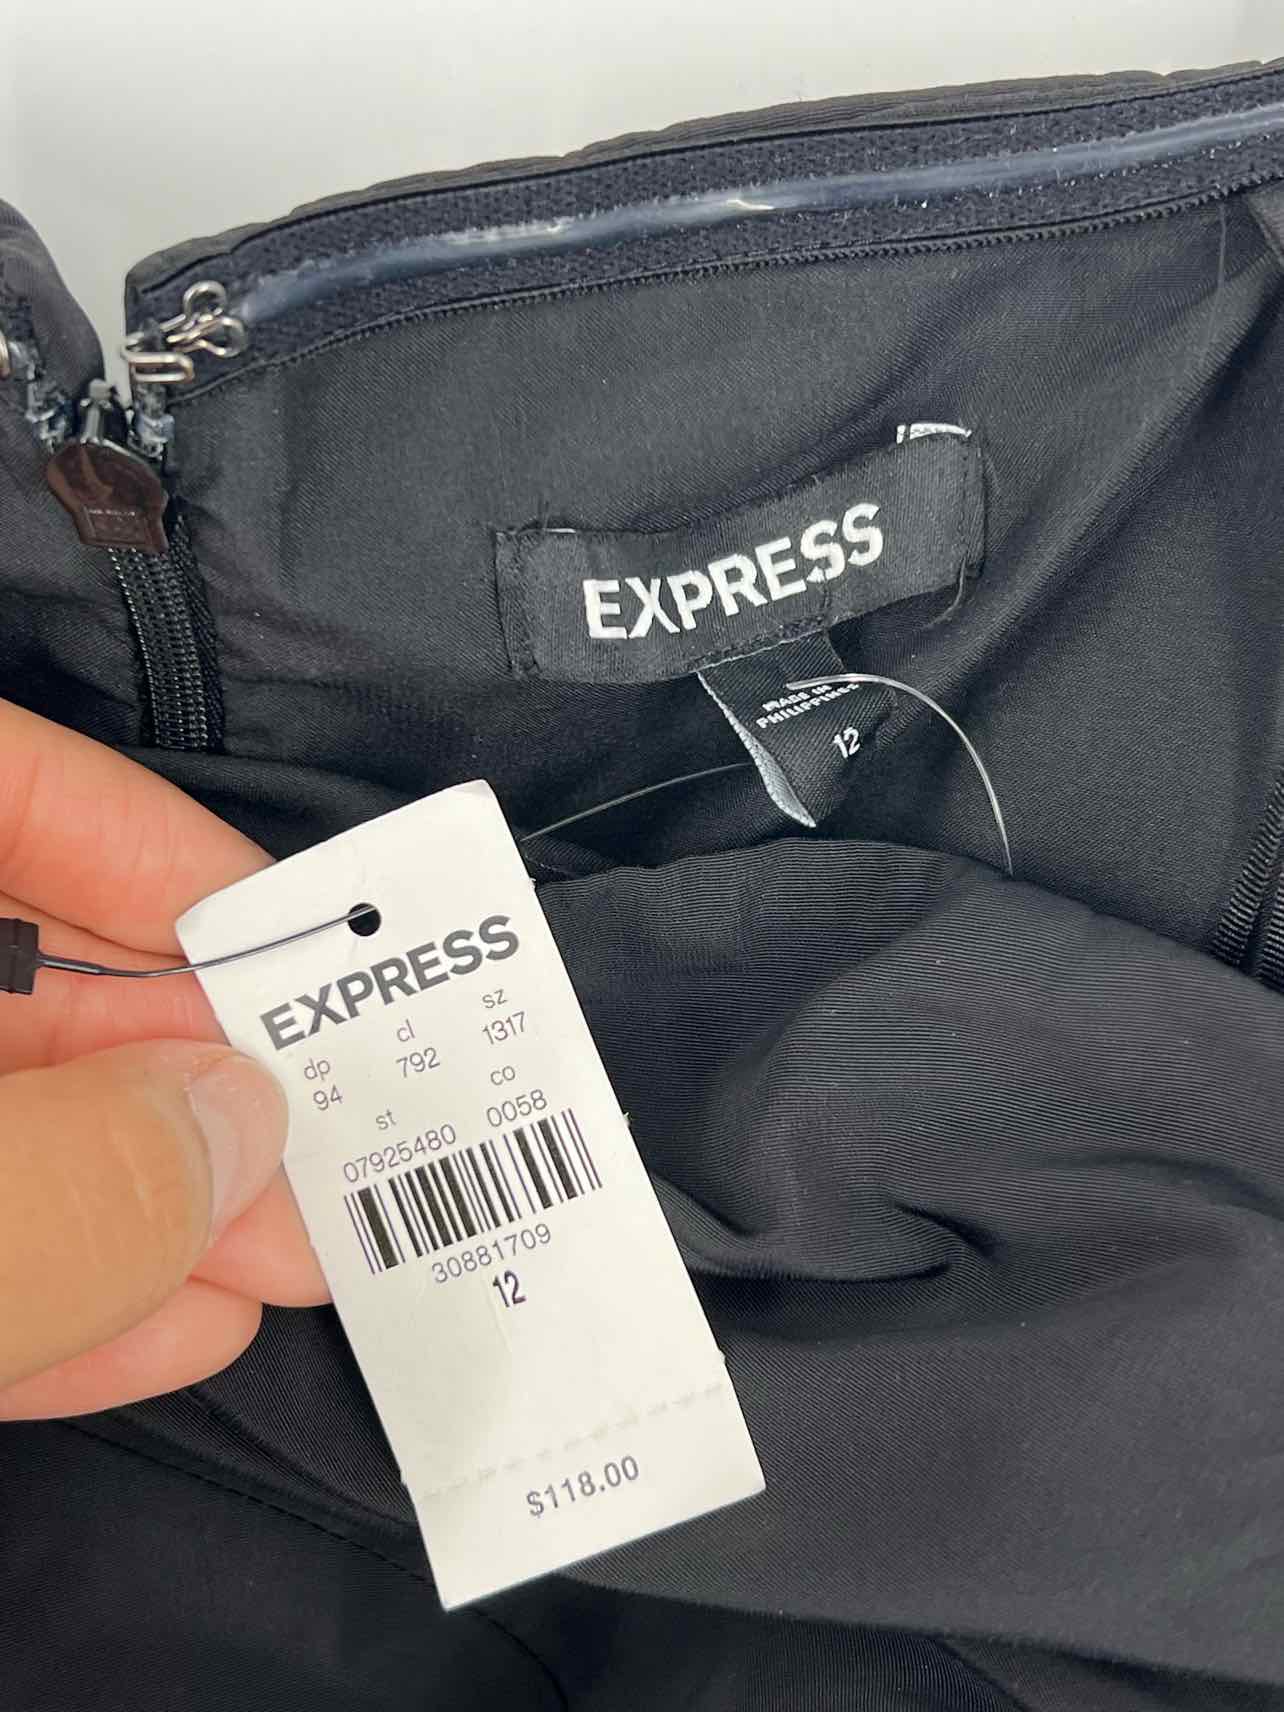 EXPRESS
MADE IN
PHILIPPINES
12
EXPRESS
dp cl sz
94 792 1317
st co
07925480 0058
30881709
12
$118.00